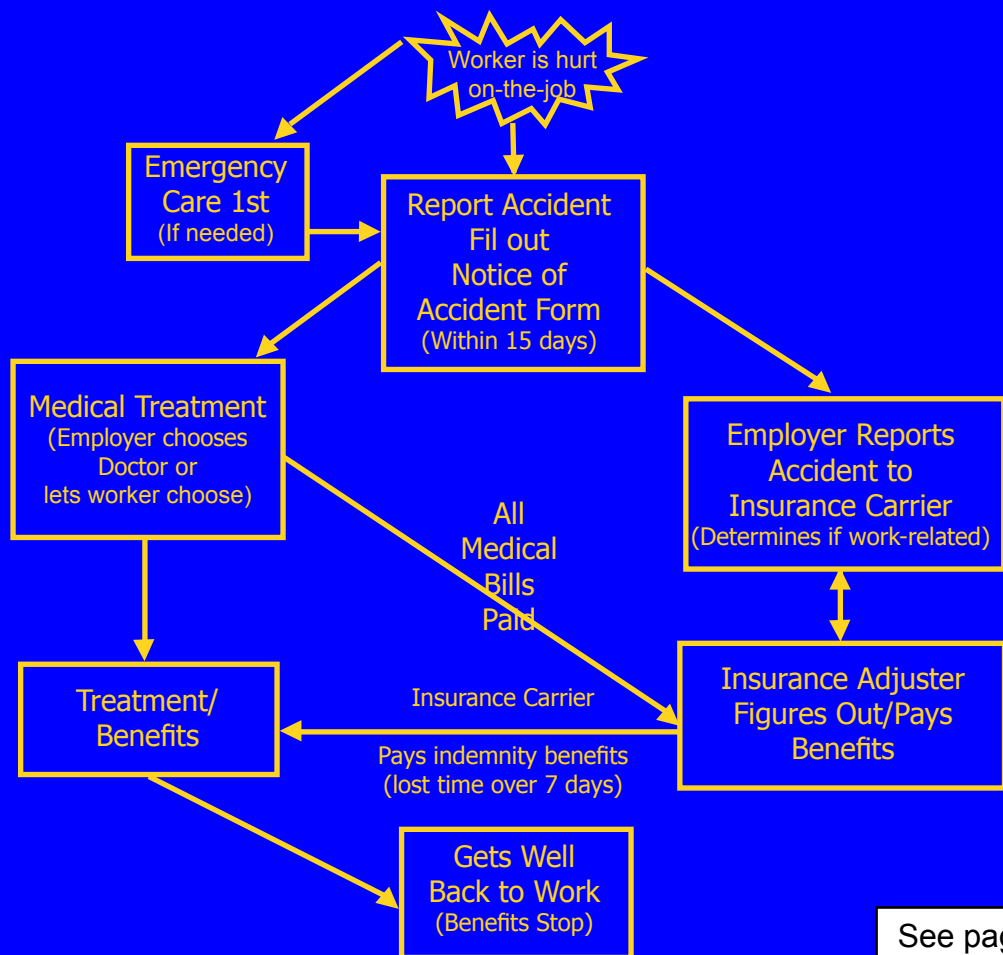 Worker is hurt
on-the-job
Emergency
Care 1st
(If needed)
Report Accident
Fil out
Notice of
Accident Form
(Within 15 days)
Medical Treatment
(Employer chooses
Doctor or
lets worker choose)
Employer Reports
Accident to
Insurance Carrier
(Determines if work-related)
All
Medical
Bills
Paid
Treatment/
Benefits
Insurance Carrier
Pays indemnity benefits
(lost time over 7 days)
Insurance Adjuster
Figures Out/Pays
Benefits
Gets Well
Back to Work
(Benefits Stop)
See